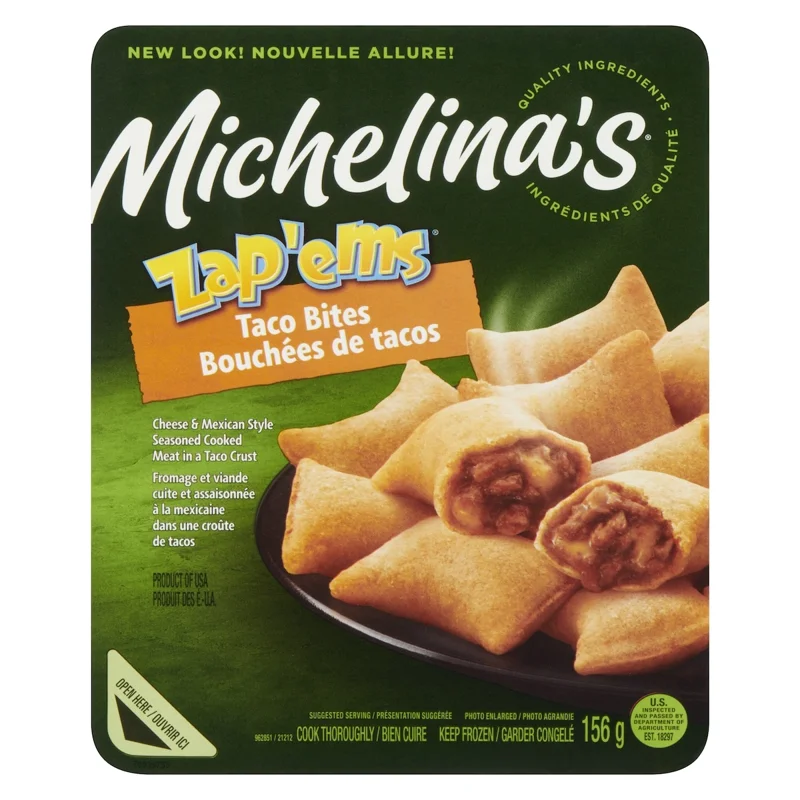 NEW LOOK! NOUVELLE ALLURE!
QUALITY INGREDIENTS •
INGRÉDIENTS DE QUALITÉ •
Michelina's®
Zap'ems®
Taco Bites
Bouchées de tacos
Cheese & Mexican Style
Seasoned Cooked
Meat in a Taco Crust
Fromage et viande
cuite et assaisonnée
à la mexicaine
dans une croûte
de tacos
PRODUCT OF USA
PRODUIT DES É.-U.A.
OPEN HERE / OUVRIR ICI
SUGGESTED SERVING / PRÉSENTATION SUGGÉRÉE PHOTO ENLARGED / PHOTO AGRANDIE
962851 / 21212 COOK THOROUGHLY / BIEN CUIRE KEEP FROZEN / GARDER CONGELÉ 156 g
U.S.
INSPECTED
AND PASSED BY
DEPARTMENT OF
AGRICULTURE
EST. 18297